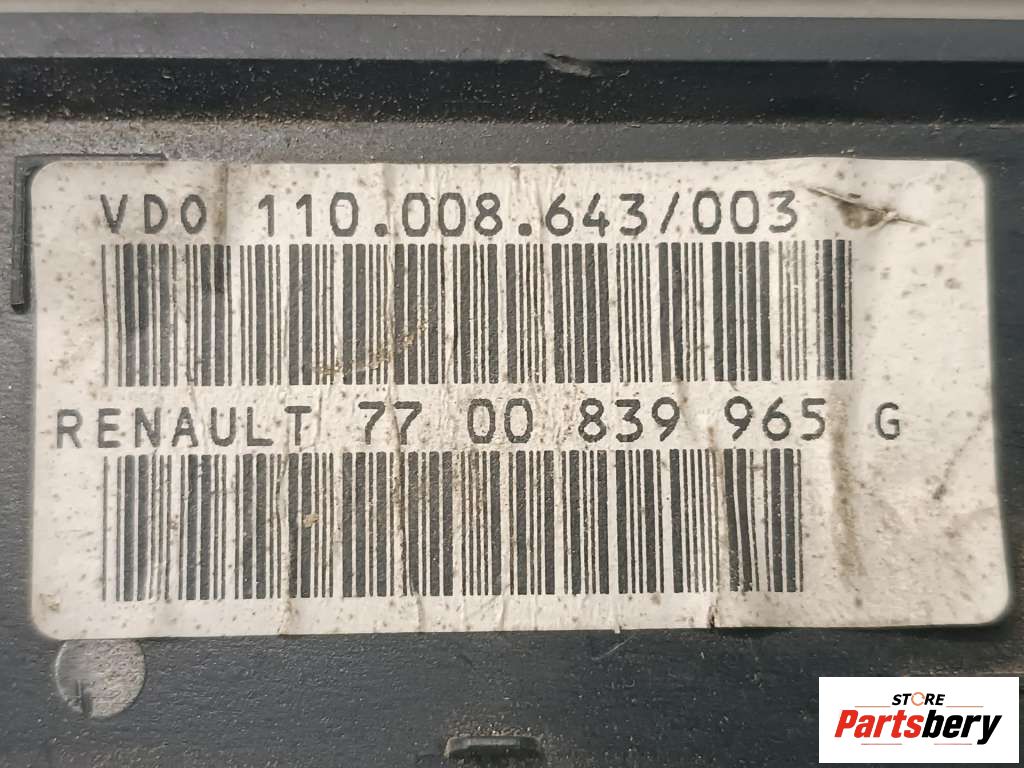 VDO 110.008.643/003
RENAULT 77 00 839 965 G
STORE
Partsbery